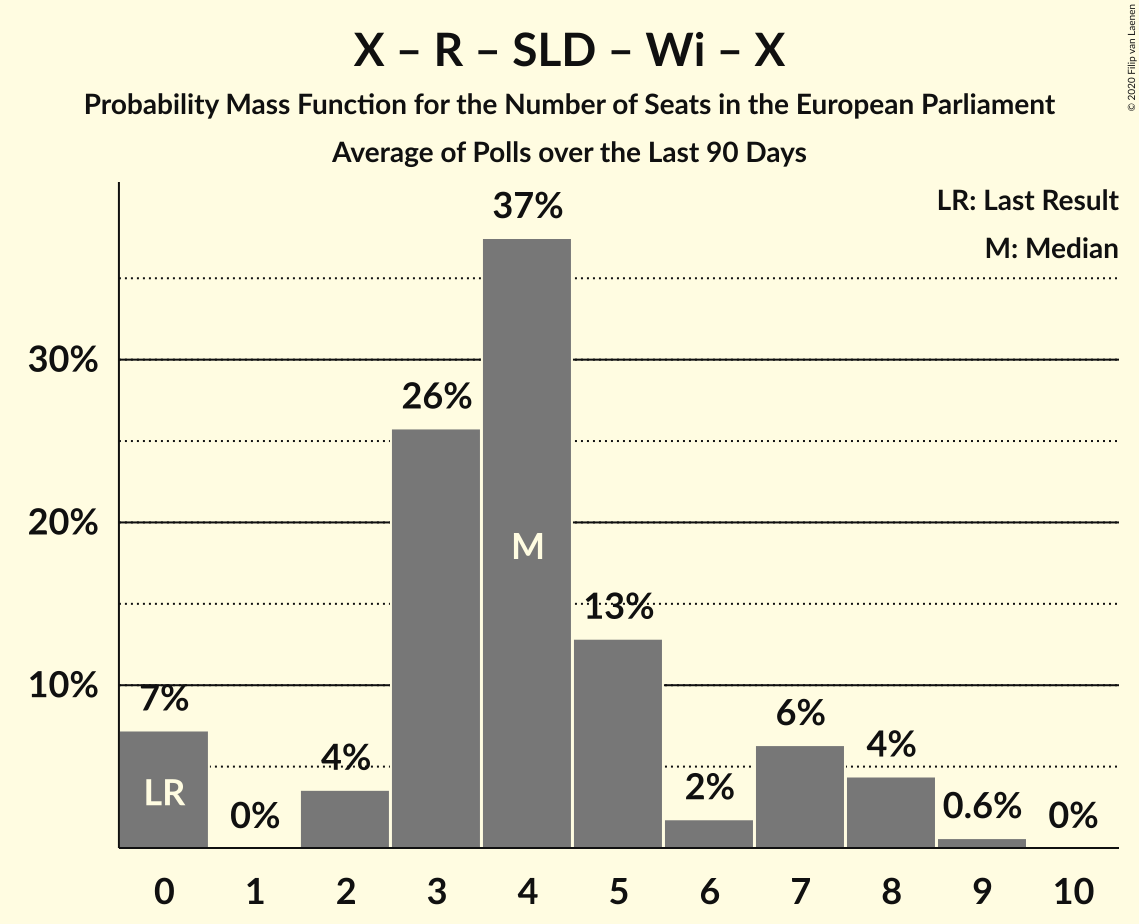 X – R – SLD – Wi – X
Probability Mass Function for the Number of Seats in the European Parliament
Average of Polls over the Last 90 Days
© 2020 Filip van Laenen
LR: Last Result
M: Median
37%
30%
26%
20%
M
13%
10%
7%
6%
4%
4%
LR
2%
0.6%
0%
0%
0 1 2 3 4 5 6 7 8 9 10